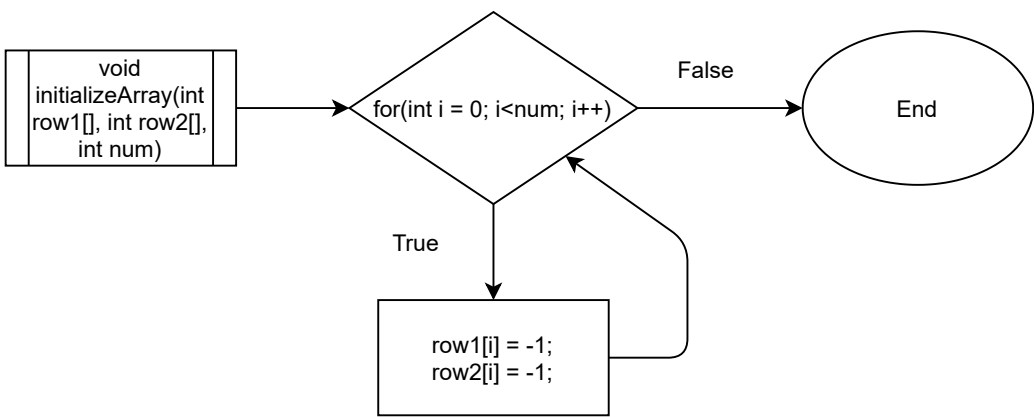 void
initializeArray(int
row1[], int row2[],
int num)
for(int i = 0; i<num; i++)
False
End
True
row1[i] = -1;
row2[i] = -1;